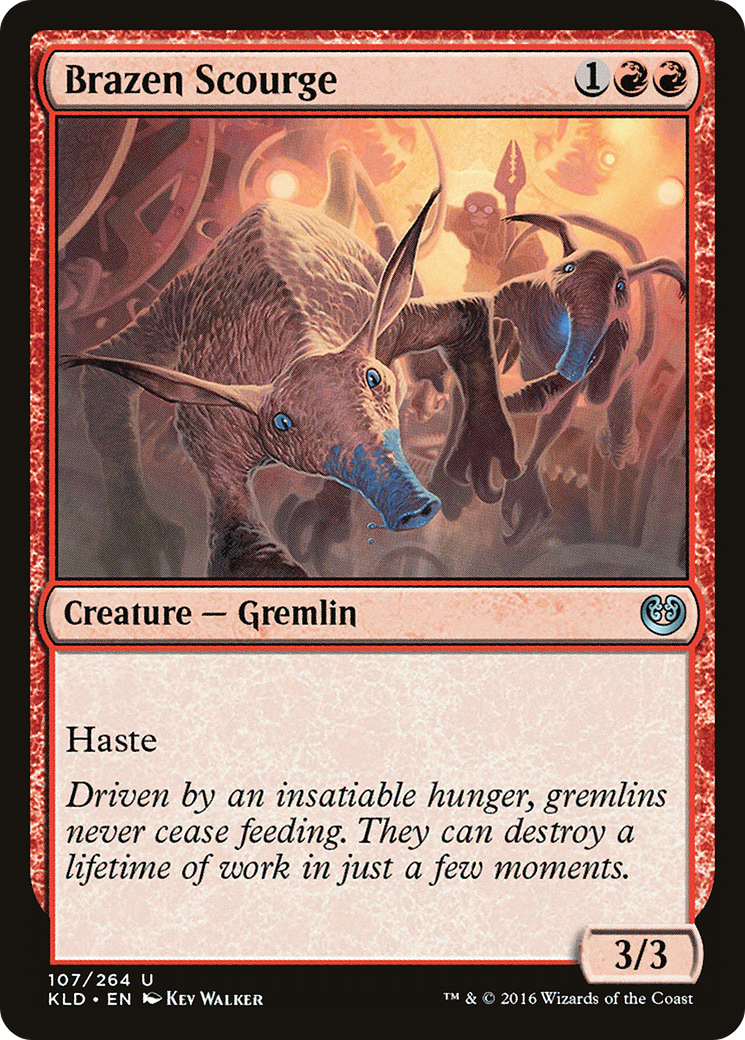 Brazen Scourge 1
Creature — Gremlin
Haste
Driven by an insatiable hunger, gremlins
never cease feeding. They can destroy a
lifetime of work in just a few moments.
3/3
107/264 U
KLD • EN Kev Walker
™ & © 2016 Wizards of the Coast